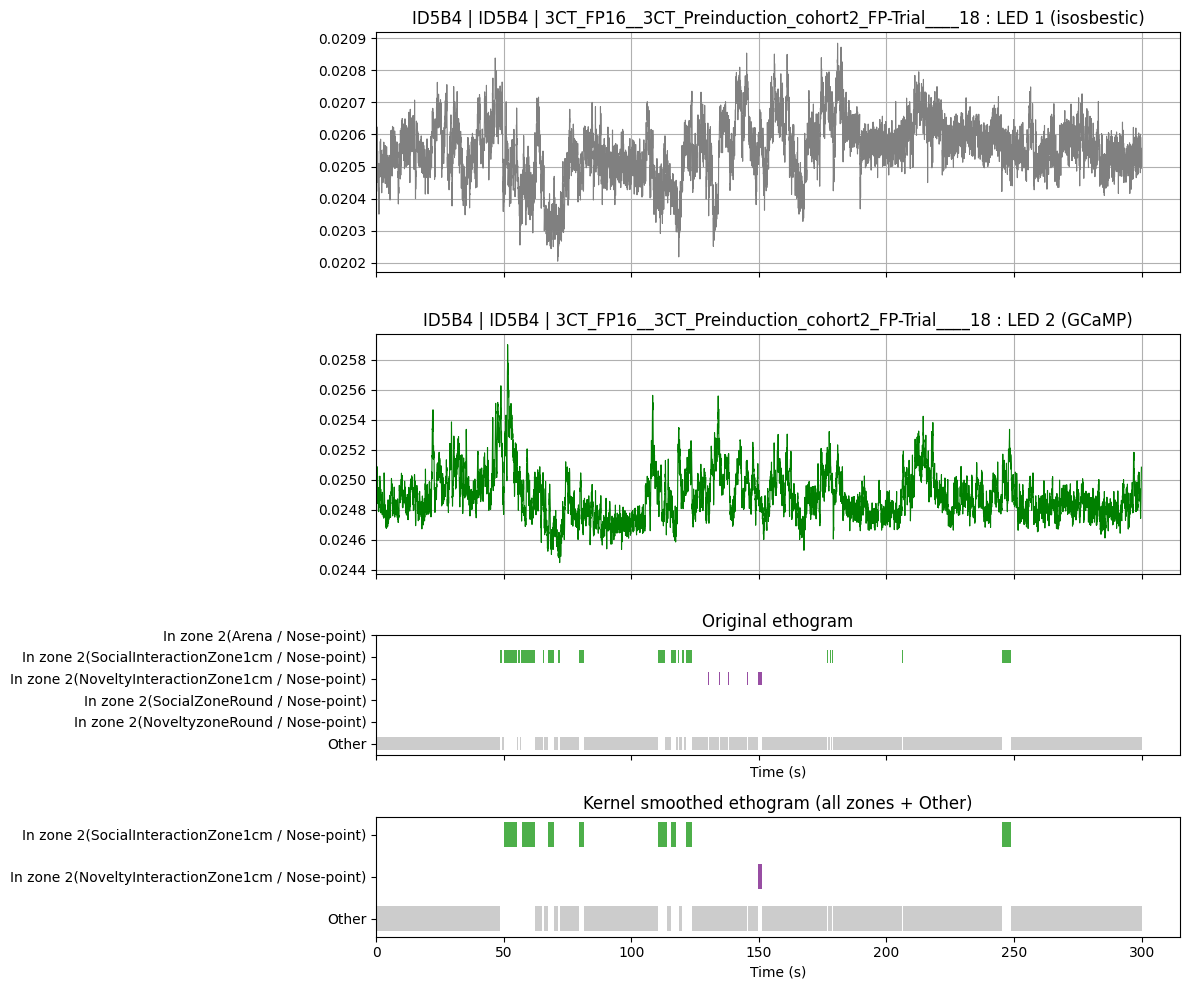 ID5B4 | ID5B4 | 3CT_FP16__3CT_Preinduction_cohort2_FP-Trial____18 : LED 1 (isosbestic)
0.0209
0.0208
0.0207
0.0206
0.0205
0.0204
0.0203
0.0202
ID5B4 | ID5B4 | 3CT_FP16__3CT_Preinduction_cohort2_FP-Trial____18 : LED 2 (GCaMP)
0.0258
0.0256
0.0254
0.0252
0.0250
0.0248
0.0246
0.0244
Original ethogram
In zone 2(Arena / Nose-point)
In zone 2(SocialInteractionZone1cm / Nose-point)
In zone 2(NoveltyInteractionZone1cm / Nose-point)
In zone 2(SocialZoneRound / Nose-point)
In zone 2(NoveltyzoneRound / Nose-point)
Other
Time (s)
Kernel smoothed ethogram (all zones + Other)
In zone 2(SocialInteractionZone1cm / Nose-point)
In zone 2(NoveltyInteractionZone1cm / Nose-point)
Other
0 50 100 150 200 250 300
Time (s)